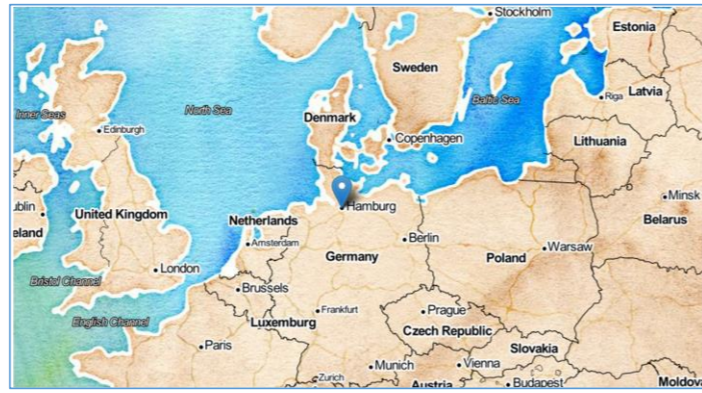 Stockholm
Estonia
Sweden
Baltic Sea
Riga
Latvia
Inner Seas
North Sea
Denmark
Edinburgh
Copenhagen
Lithuania
Minsk
ublin
United Kingdom
Hamburg
Netherlands
Belarus
eland
Amsterdam
Berlin
Warsaw
Germany
Poland
London
Bristol Channel
Brussels
Frankfurt
Prague
English Channel
Luxemburg
Czech Republic
Paris
Slovakia
Munich
Vienna
Zurich
Austria
Budapest
Moldova